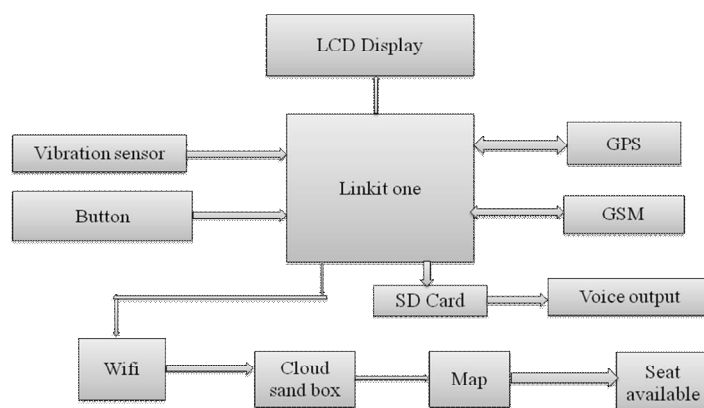 LCD Display
Vibration sensor
Linkit one
GPS
Button
GSM
SD Card
Voice output
Wifi
Cloud
sand box
Map
Seat
available